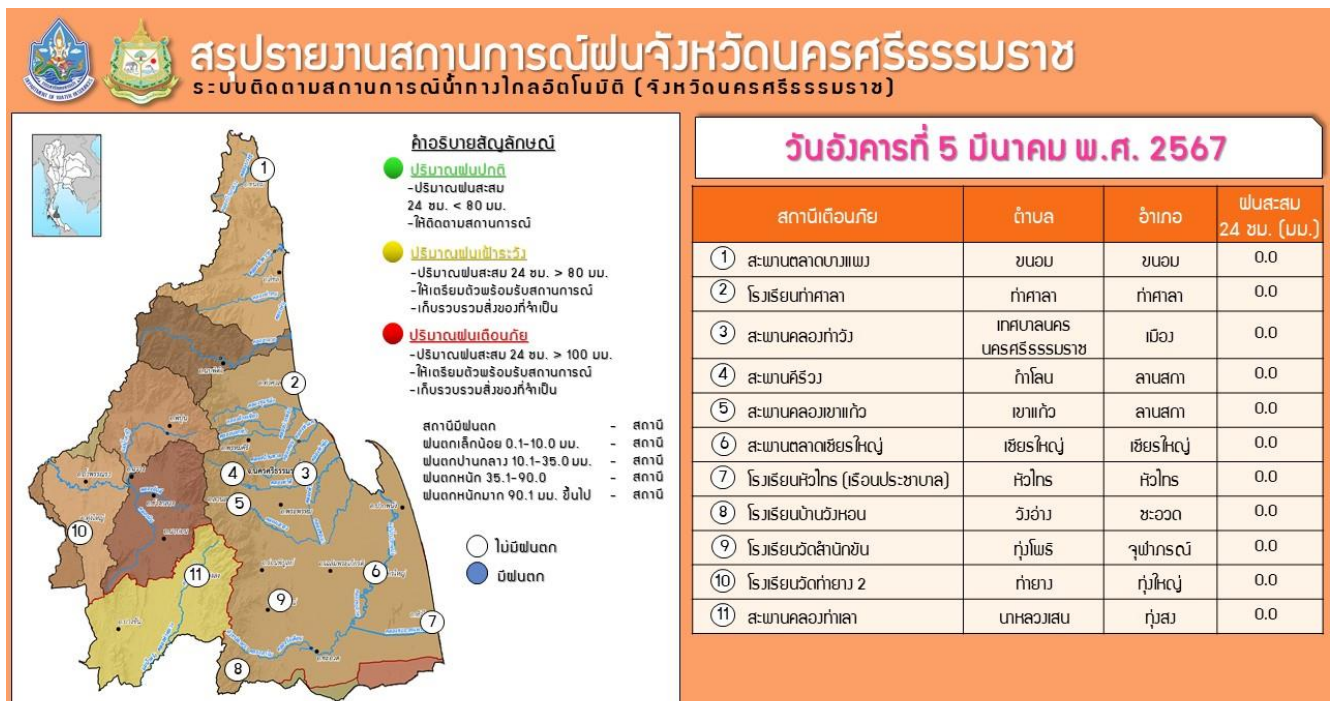 สรุปรายงานสถานการณ์ฝนจังหวัดนครศรีธรรมราช
ระบบติดตามสถานการณ์น้ำทางไกลอัตโนมัติ (จังหวัดนครศรีธรรมราช)
คำอธิบายสัญลักษณ์
ปริมาณฝนปกติ
-ปริมาณฝนสะสม
24 ชม. < 80 มม.
-ให้ติดตามสถานการณ์
ปริมาณฝนเฝ้าระวัง
-ปริมาณฝนสะสม 24 ชม. > 80 มม.
-ให้เตรียมตัวพร้อมรับสถานการณ์
-เก็บรวบรวมสิ่งของที่จำเป็น
ปริมาณฝนเตือนภัย
-ปริมาณฝนสะสม 24 ชม. > 100 มม.
-ให้เตรียมตัวพร้อมรับสถานการณ์
-เก็บรวบรวมสิ่งของที่จำเป็น
สถานีมีฝนตก - สถานี
ฝนตกเล็กน้อย 0.1-10.0 มม. - สถานี
ฝนตกปานกลาง 10.1-35.0 มม. - สถานี
ฝนตกหนัก 35.1-90.0 - สถานี
ฝนตกหนักมาก 90.1 มม. ขึ้นไป - สถานี
ไม่มีฝนตก
มีฝนตก
1
2
4
3
5
10
11
6
9
7
8
วันอังคารที่ 5 มีนาคม พ.ศ. 2567
สถานีเตือนภัย ตำบล อำเภอ ฝนสะสม
24 ชม. (มม.)
1 สะพานตลาดบางแพง ขนอม ขนอม 0.0
2 โรงเรียนท่าศาลา ท่าศาลา ท่าศาลา 0.0
3 สะพานคลองท่าวัง เทศบาลนคร
นครศรีธรรมราช เมือง 0.0
4 สะพานคีรีวง กำโลน ลานสกา 0.0
5 สะพานคลองเขาแก้ว เขาแก้ว ลานสกา 0.0
6 สะพานตลาดเชียรใหญ่ เชียรใหญ่ เชียรใหญ่ 0.0
7 โรงเรียนหัวไทร (เรือนประชาบาล) หัวไทร หัวไทร 0.0
8 โรงเรียนบ้านวังหอน วังอ่าง ชะอวด 0.0
9 โรงเรียนวัดสำนักขัน ทุ่งโพธิ จุฬาภรณ์ 0.0
10 โรงเรียนวัดท่ายาง 2 ท่ายาง ทุ่งใหญ่ 0.0
11 สะพานคลองท่าเลา นาหลวงเสน ทุ่งสง 0.0